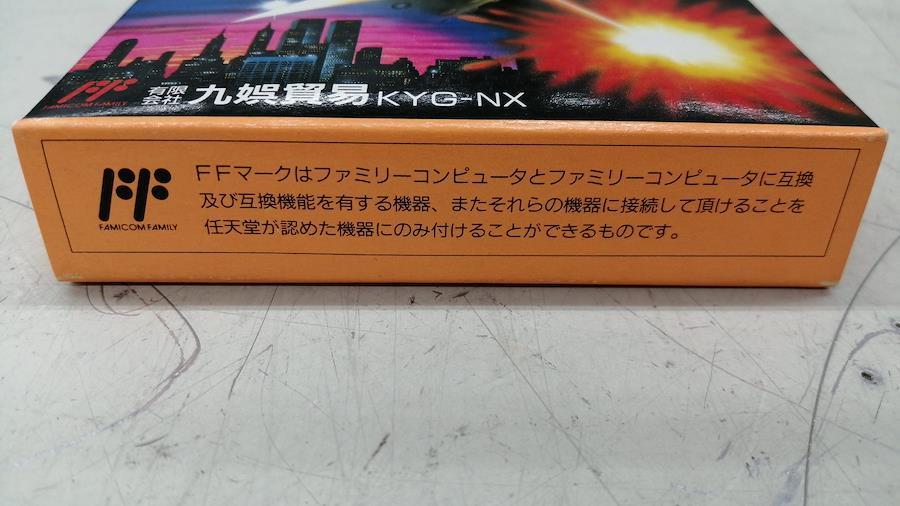 FAMICOM FAMILY
有限会社 九娯貿易 KYG-NX
FAMICOM FAMILY
FFマークはファミリーコンピュータとファミリーコンピュータに互換
及び互換機能を有する機器、またそれらの機器に接続して頂けることを
任天堂が認めた機器にのみ付けることができるものです。